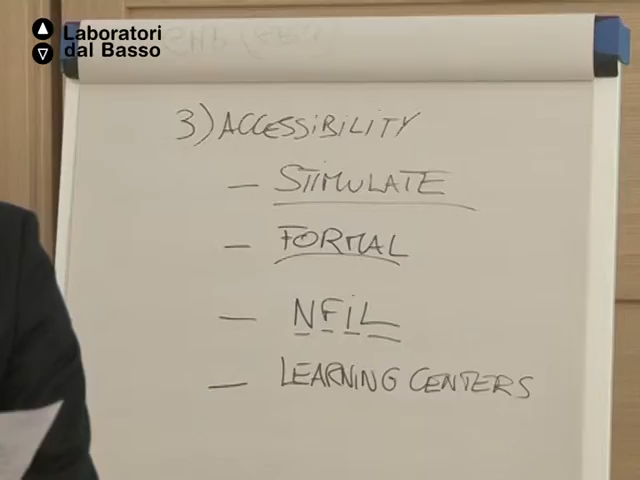 Laboratori
dal Basso
3) ACCESSiBILITY
— STIMULATE
— FORMAL
— NFiL
— LEARNING CENTERS